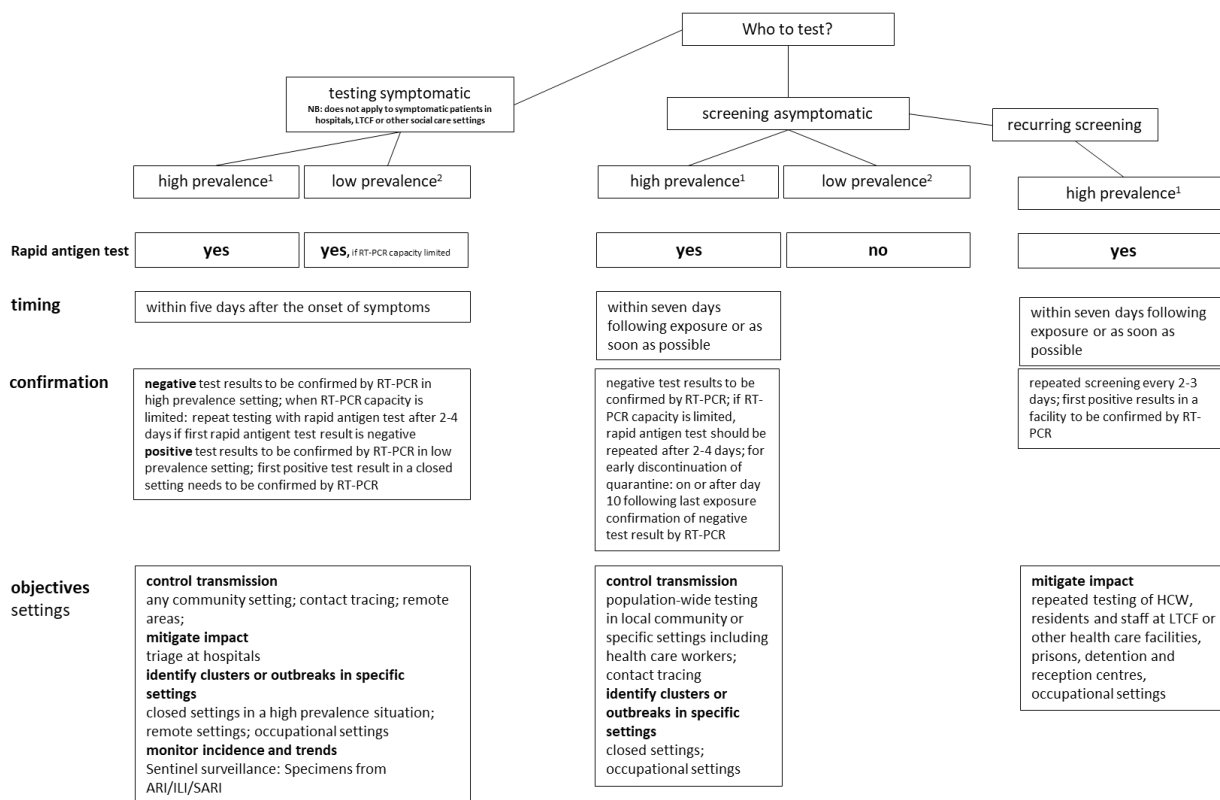 Who to test?
testing symptomatic
NB: does not apply to symptomatic patients in
hospitals, LTCF or other social care settings
screening asymptomatic
recurring screening
high prevalence¹
low prevalence²
high prevalence¹
low prevalence²
high prevalence¹
Rapid antigen test
yes
yes, if RT-PCR capacity limited
yes
no
yes
timing
within five days after the onset of symptoms
within seven days
following exposure or as
soon as possible
within seven days following
exposure or as soon as
possible
confirmation
negative test results to be confirmed by RT-PCR in
high prevalence setting; when RT-PCR capacity is
limited: repeat testing with rapid antigen test after 2-4
days if first rapid antigent test result is negative
positive test results to be confirmed by RT-PCR in low
prevalence setting; first positive test result in a closed
setting needs to be confirmed by RT-PCR
negative test results to be
confirmed by RT-PCR; if RT-
PCR capacity is limited,
rapid antigen test should be
repeated after 2-4 days; for
early discontinuation of
quarantine: on or after day
10 following last exposure
confirmation of negative
test result by RT-PCR
repeated screening every 2-3
days; first positive results in a
facility to be confirmed by RT-
PCR
objectives
settings
control transmission
any community setting; contact tracing; remote
areas;
mitigate impact
triage at hospitals
identify clusters or outbreaks in specific
settings
closed settings in a high prevalence situation;
remote settings; occupational settings
monitor incidence and trends
Sentinel surveillance: Specimens from
ARI/ILI/SARI
control transmission
population-wide testing
in local community or
specific settings including
health care workers;
contact tracing
identify clusters or
outbreaks in specific
settings
closed settings;
occupational settings
mitigate impact
repeated testing of HCW,
residents and staff at LTCF or
other health care facilities,
prisons, detention and
reception centres,
occupational settings